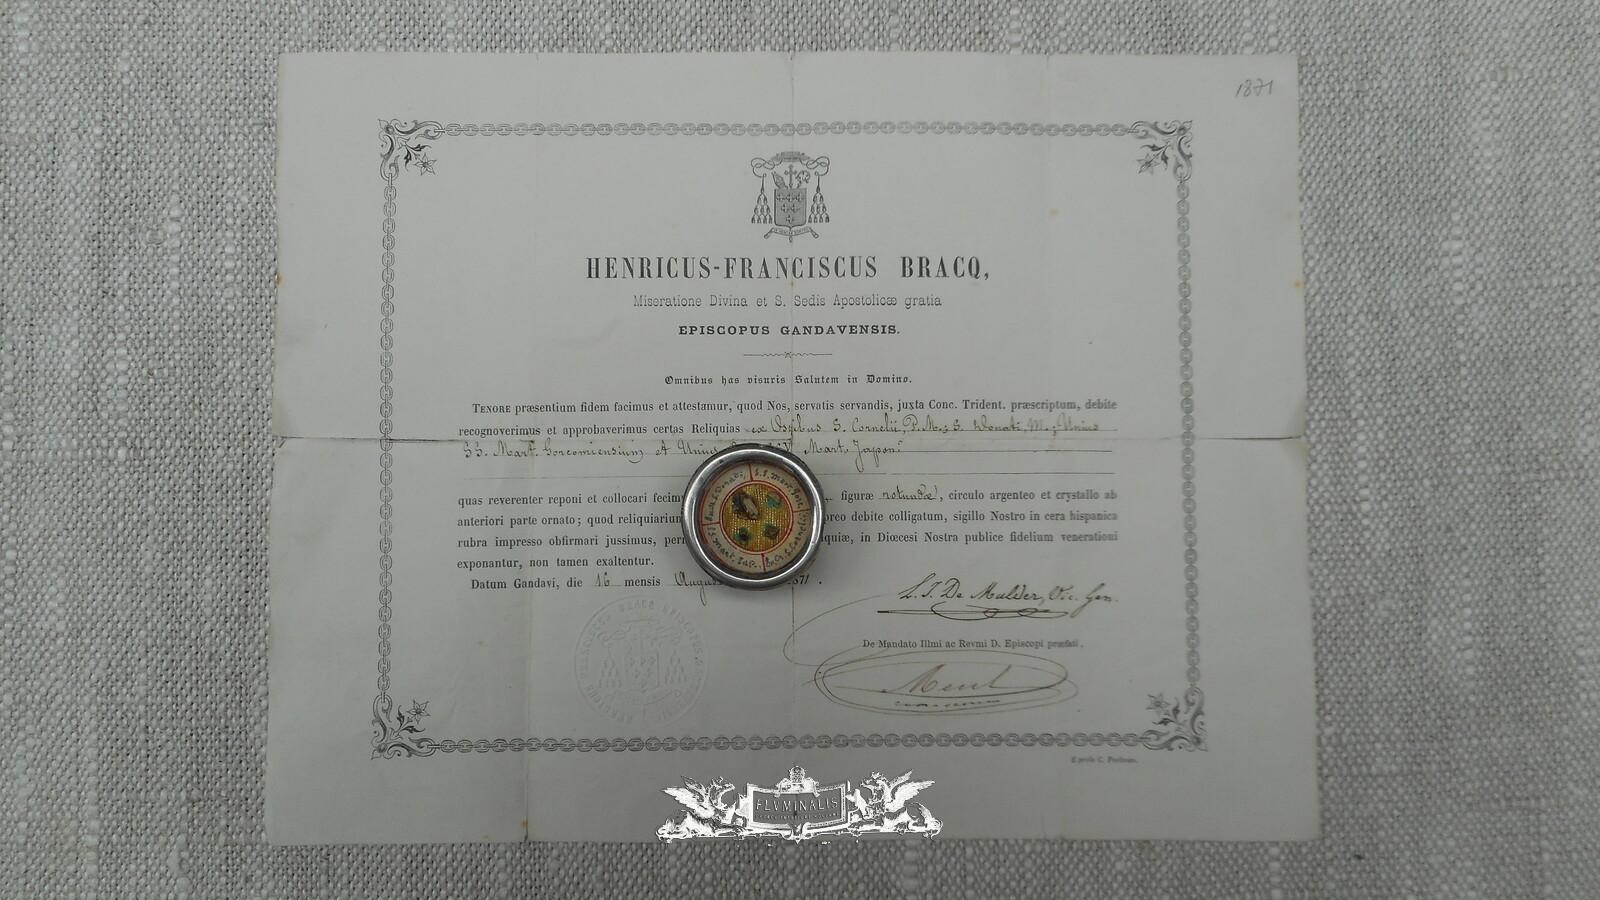 1871
HENRICUS-FRANCISCUS BRACQ,
Miseratione Divina et S. Sedis Apostolicæ gratia
EPISCOPUS GANDAVENSIS.
Omnibus has visuris Salutem in Domino.
TENORE præsentium fidem facimus et attestamur, quod Nos, servatis servandis, juxta Conc. Trident. præscriptum, debite
recognoverimus et approbaverimus certas Reliquias ex Ossibus S. Cornelii, P. M.; S. Donati, M.; Unius
SS. Mart. Gorcomiensium, et Unius Mart. Japon:
quas reverenter reponi et collocari fecimus figuræ rotundæ, circulo argenteo et crystallo ab
anteriori parte ornato; quod reliquiarium debite colligatum, sigillo Nostro in cera hispanica
rubra impresso obfirmari jussimus, in Diœcesi Nostra publice fidelium venerationi
exponantur, non tamen exaltentur.
Datum Gandavi, die 16 mensis 1871.
L. J. De Mulder, Vic. Gen.
De Mandato Illmi ac Revmi D. Episcopi præfati,
FLVMINALIS